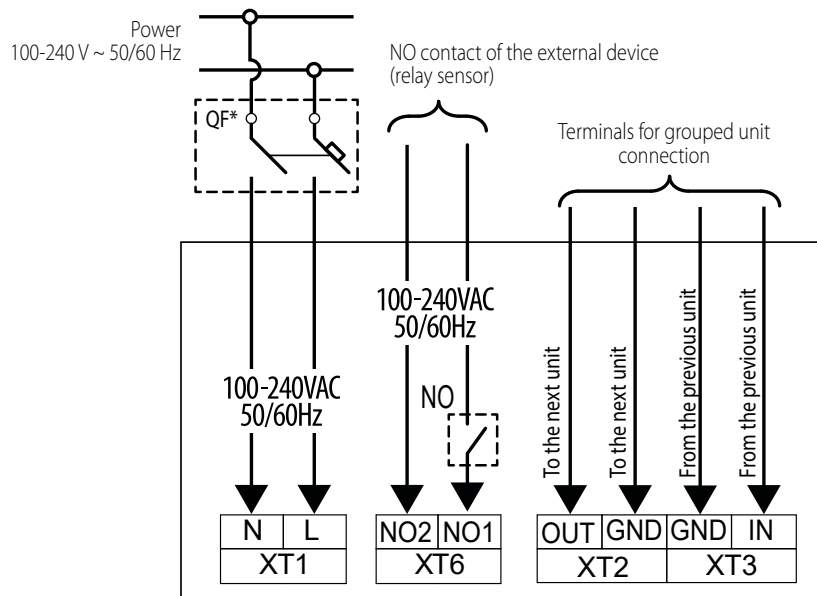 Power
100-240 V ~ 50/60 Hz
QF*
NO contact of the external device
(relay sensor)
Terminals for grouped unit
connection
100-240VAC
50/60Hz
100-240VAC
50/60Hz
NO
To the next unit
To the next unit
From the previous unit
From the previous unit
N L
XT1
NO2 NO1
XT6
OUT GND GND IN
XT2 XT3